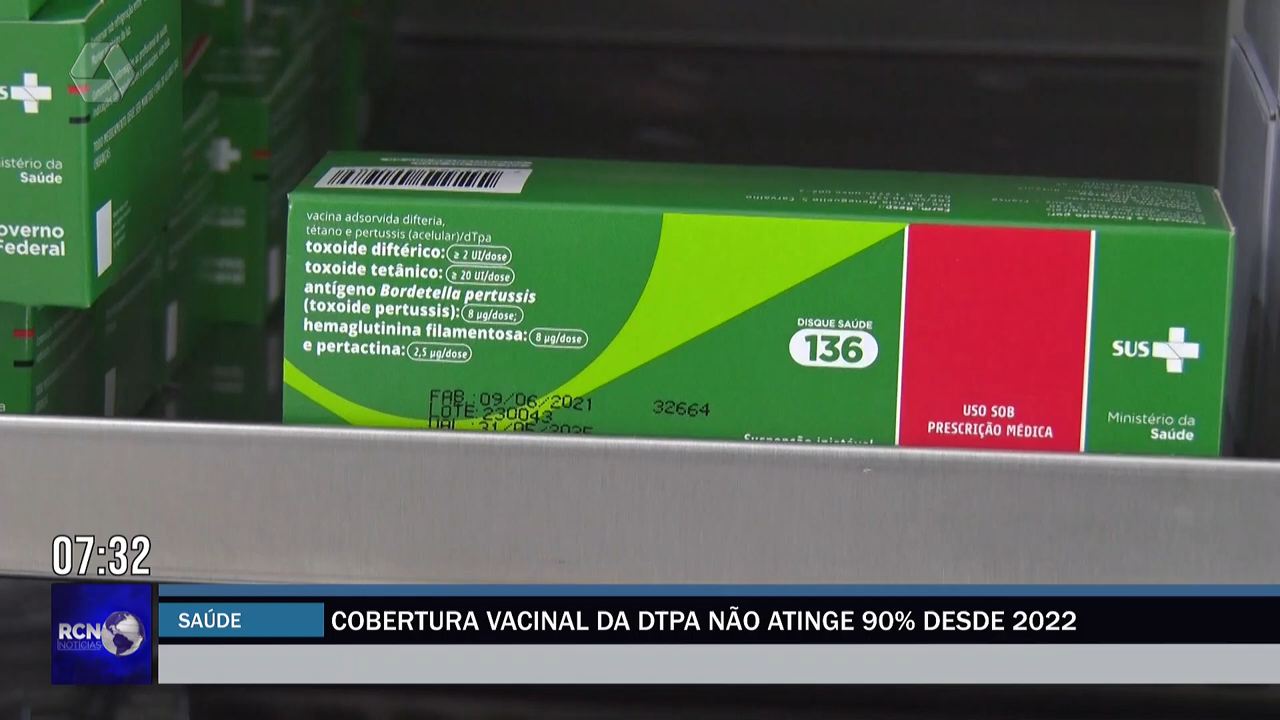 S
nistério da
Saúde
overno
Federal
vacina adsorvida difteria,
tétano e pertussis (acelular)/dTpa
toxoide diftérico: ≥ 2 UI/dose
toxoide tetânico: ≥ 20 UI/dose
antígeno Bordetella pertussis
(toxoide pertussis): 8 µg/dose;
hemaglutinina filamentosa: 8 µg/dose
e pertactina: 2,5 µg/dose
FAB.: 09/06/2021
LOTE: 230043
32664
DISQUE SAÚDE
136
USO SOB
PRESCRIÇÃO MÉDICA
SUS
Ministério da
Saúde
07:32
RCN
NOTÍCIAS
SAÚDE
COBERTURA VACINAL DA DTPA NÃO ATINGE 90% DESDE 2022